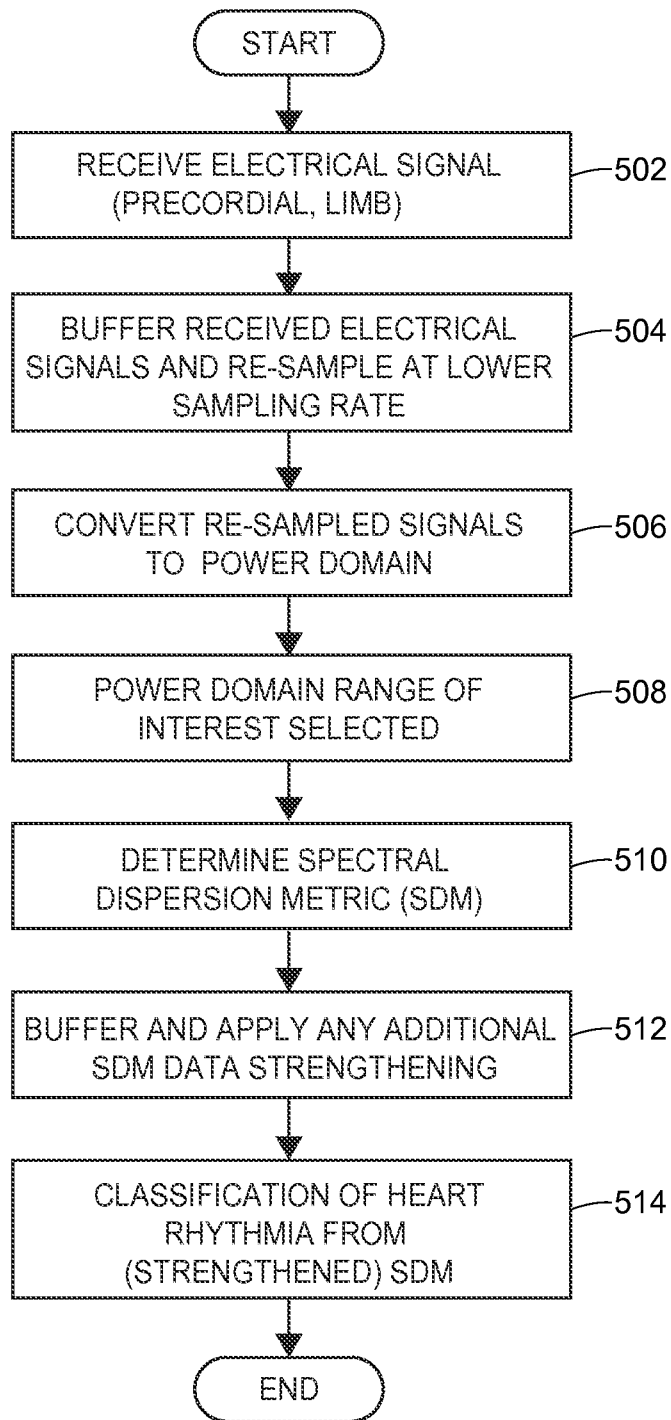 START
RECEIVE ELECTRICAL SIGNAL
(PRECORDIAL, LIMB)
502
BUFFER RECEIVED ELECTRICAL
SIGNALS AND RE-SAMPLE AT LOWER
SAMPLING RATE
504
CONVERT RE-SAMPLED SIGNALS
TO POWER DOMAIN
506
POWER DOMAIN RANGE OF
INTEREST SELECTED
508
DETERMINE SPECTRAL
DISPERSION METRIC (SDM)
510
BUFFER AND APPLY ANY ADDITIONAL
SDM DATA STRENGTHENING
512
CLASSIFICATION OF HEART
RHYTHMIA FROM
(STRENGTHENED) SDM
514
END